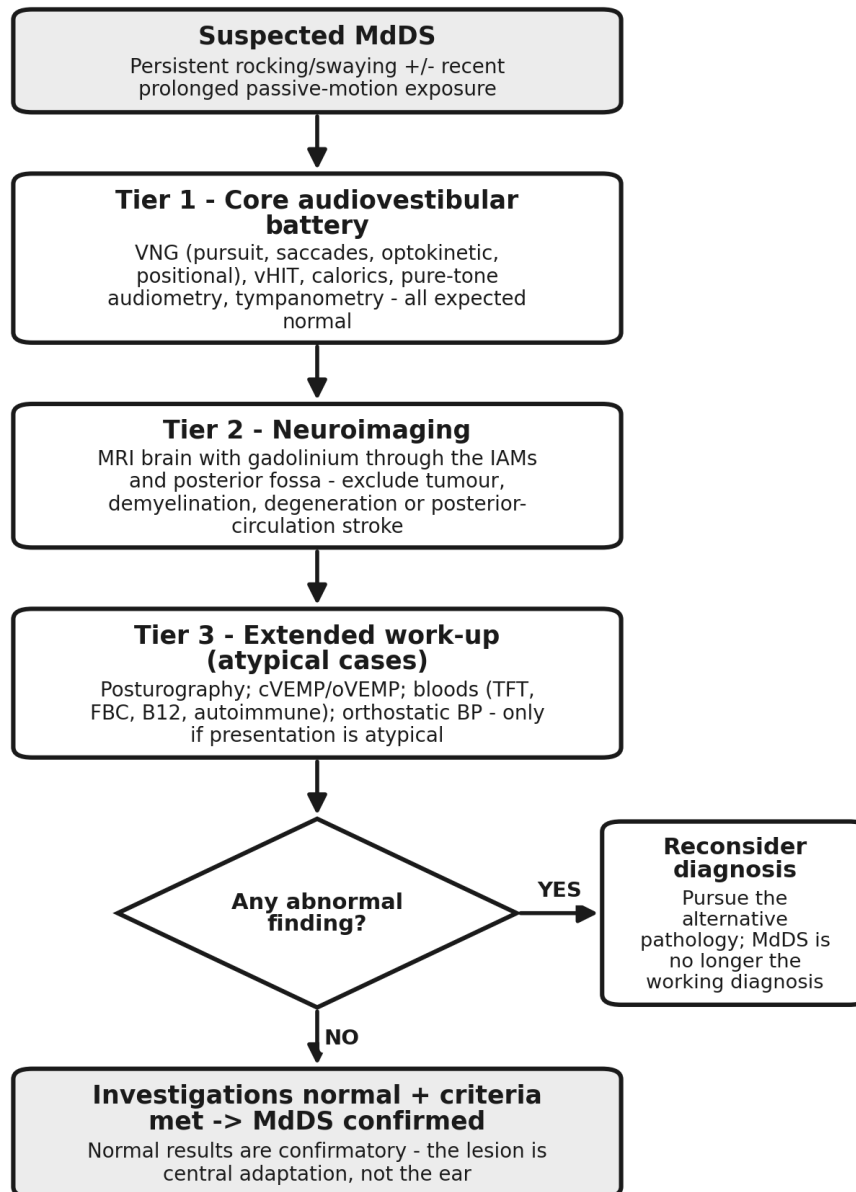 Suspected MdDS
Persistent rocking/swaying +/- recent
prolonged passive-motion exposure
Tier 1 - Core audiovestibular
battery
VNG (pursuit, saccades, optokinetic,
positional), vHIT, calorics, pure-tone
audiometry, tympanometry - all expected
normal
Tier 2 - Neuroimaging
MRI brain with gadolinium through the IAMs
and posterior fossa - exclude tumour,
demyelination, degeneration or posterior-
circulation stroke
Tier 3 - Extended work-up
(atypical cases)
Posturography; cVEMP/oVEMP; bloods (TFT,
FBC, B12, autoimmune); orthostatic BP - only
if presentation is atypical
Any abnormal
finding?
YES
Reconsider
diagnosis
Pursue the
alternative
pathology; MdDS is
no longer the
working diagnosis
NO
Investigations normal + criteria
met -> MdDS confirmed
Normal results are confirmatory - the lesion is
central adaptation, not the ear